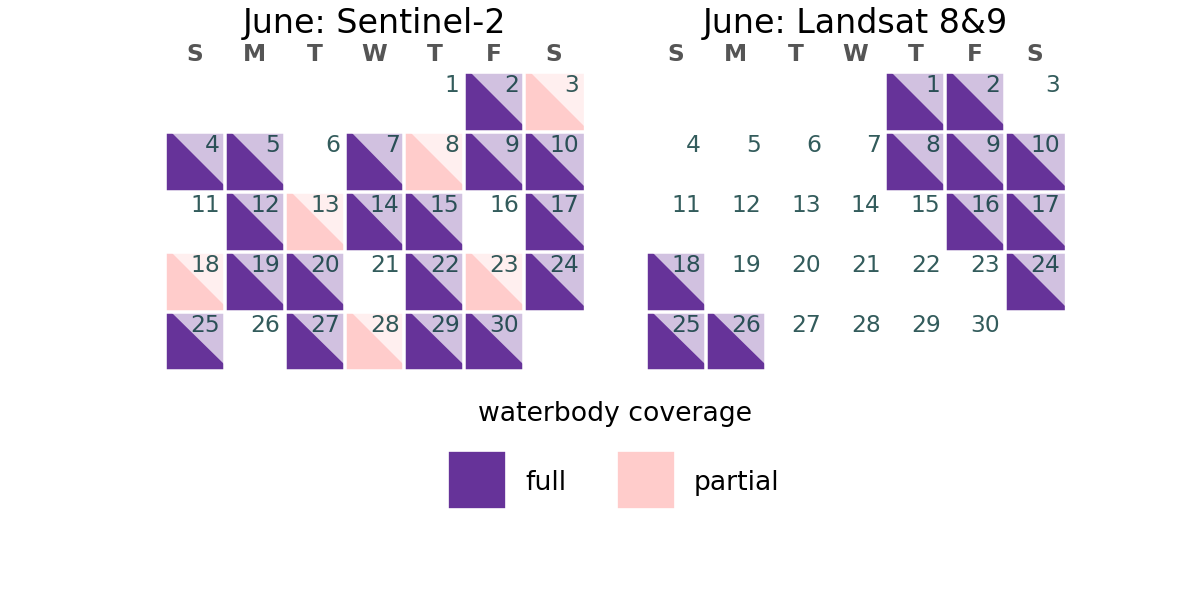 June: Sentinel-2
S M T W T F S
1 2 3
4 5 6 7 8 9 10
11 12 13 14 15 16 17
18 19 20 21 22 23 24
25 26 27 28 29 30
June: Landsat 8&9
S M T W T F S
1 2 3
4 5 6 7 8 9 10
11 12 13 14 15 16 17
18 19 20 21 22 23 24
25 26 27 28 29 30
waterbody coverage
full partial